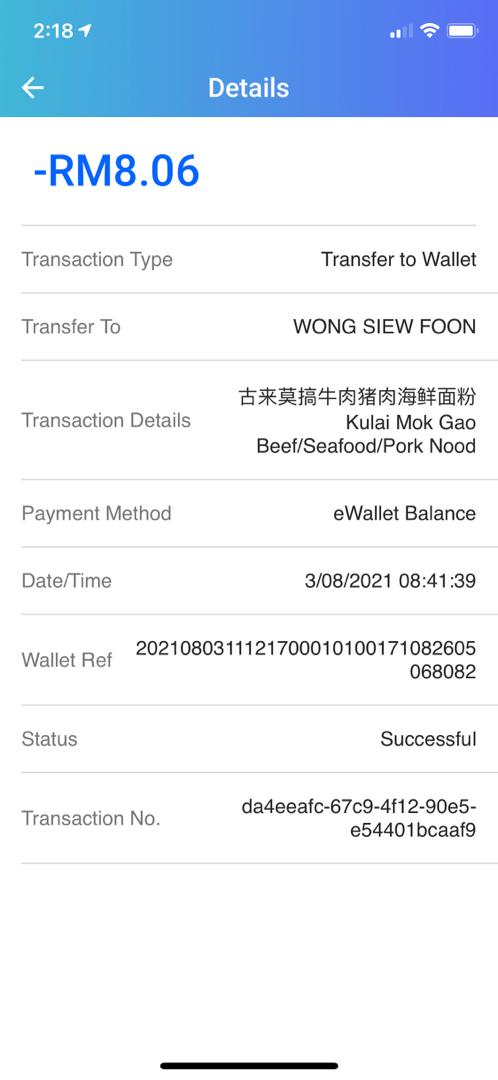 2:18
Details
-RM8.06
Transaction Type Transfer to Wallet
Transfer To WONG SIEW FOON
古来莫搞牛肉猪肉海鲜面粉
Transaction Details Kulai Mok Gao
Beef/Seafood/Pork Nood
Payment Method eWallet Balance
Date/Time 3/08/2021 08:41:39
Wallet Ref 2021080311121700010100171082605
068082
Status Successful
Transaction No. da4eeafc-67c9-4f12-90e5-
e54401bcaaf9